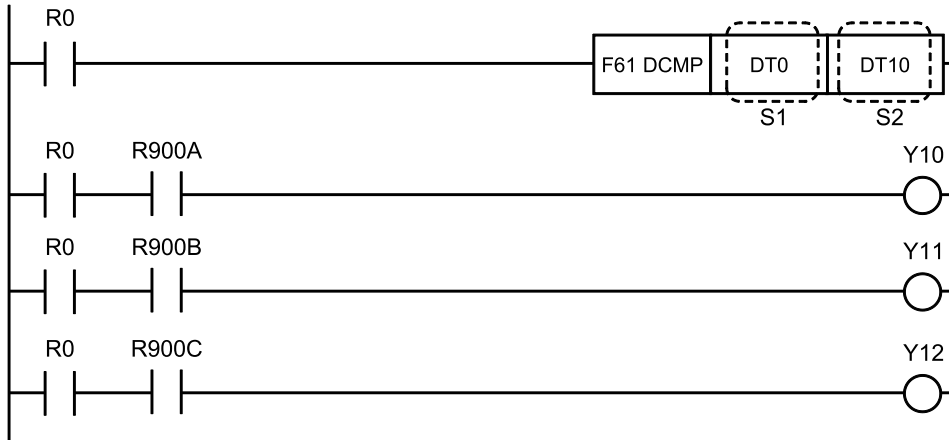 R0
F61 DCMP DT0 DT10
S1 S2
R0 R900A Y10
R0 R900B Y11
R0 R900C Y12